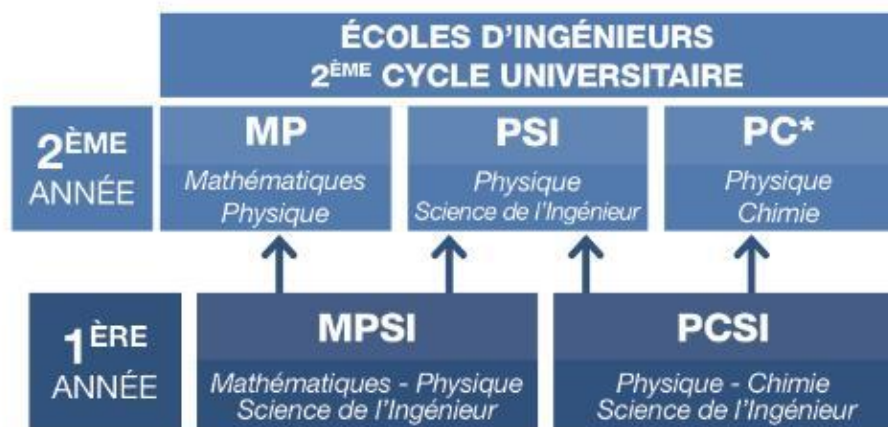 ÉCOLES D'INGÉNIEURS
2ÈME CYCLE UNIVERSITAIRE
2ÈME
ANNÉE
MP
Mathématiques
Physique
PSI
Physique
Science de l'Ingénieur
PC*
Physique
Chimie
1ÈRE
ANNÉE
MPSI
Mathématiques - Physique
Science de l'Ingénieur
PCSI
Physique - Chimie
Science de l'Ingénieur